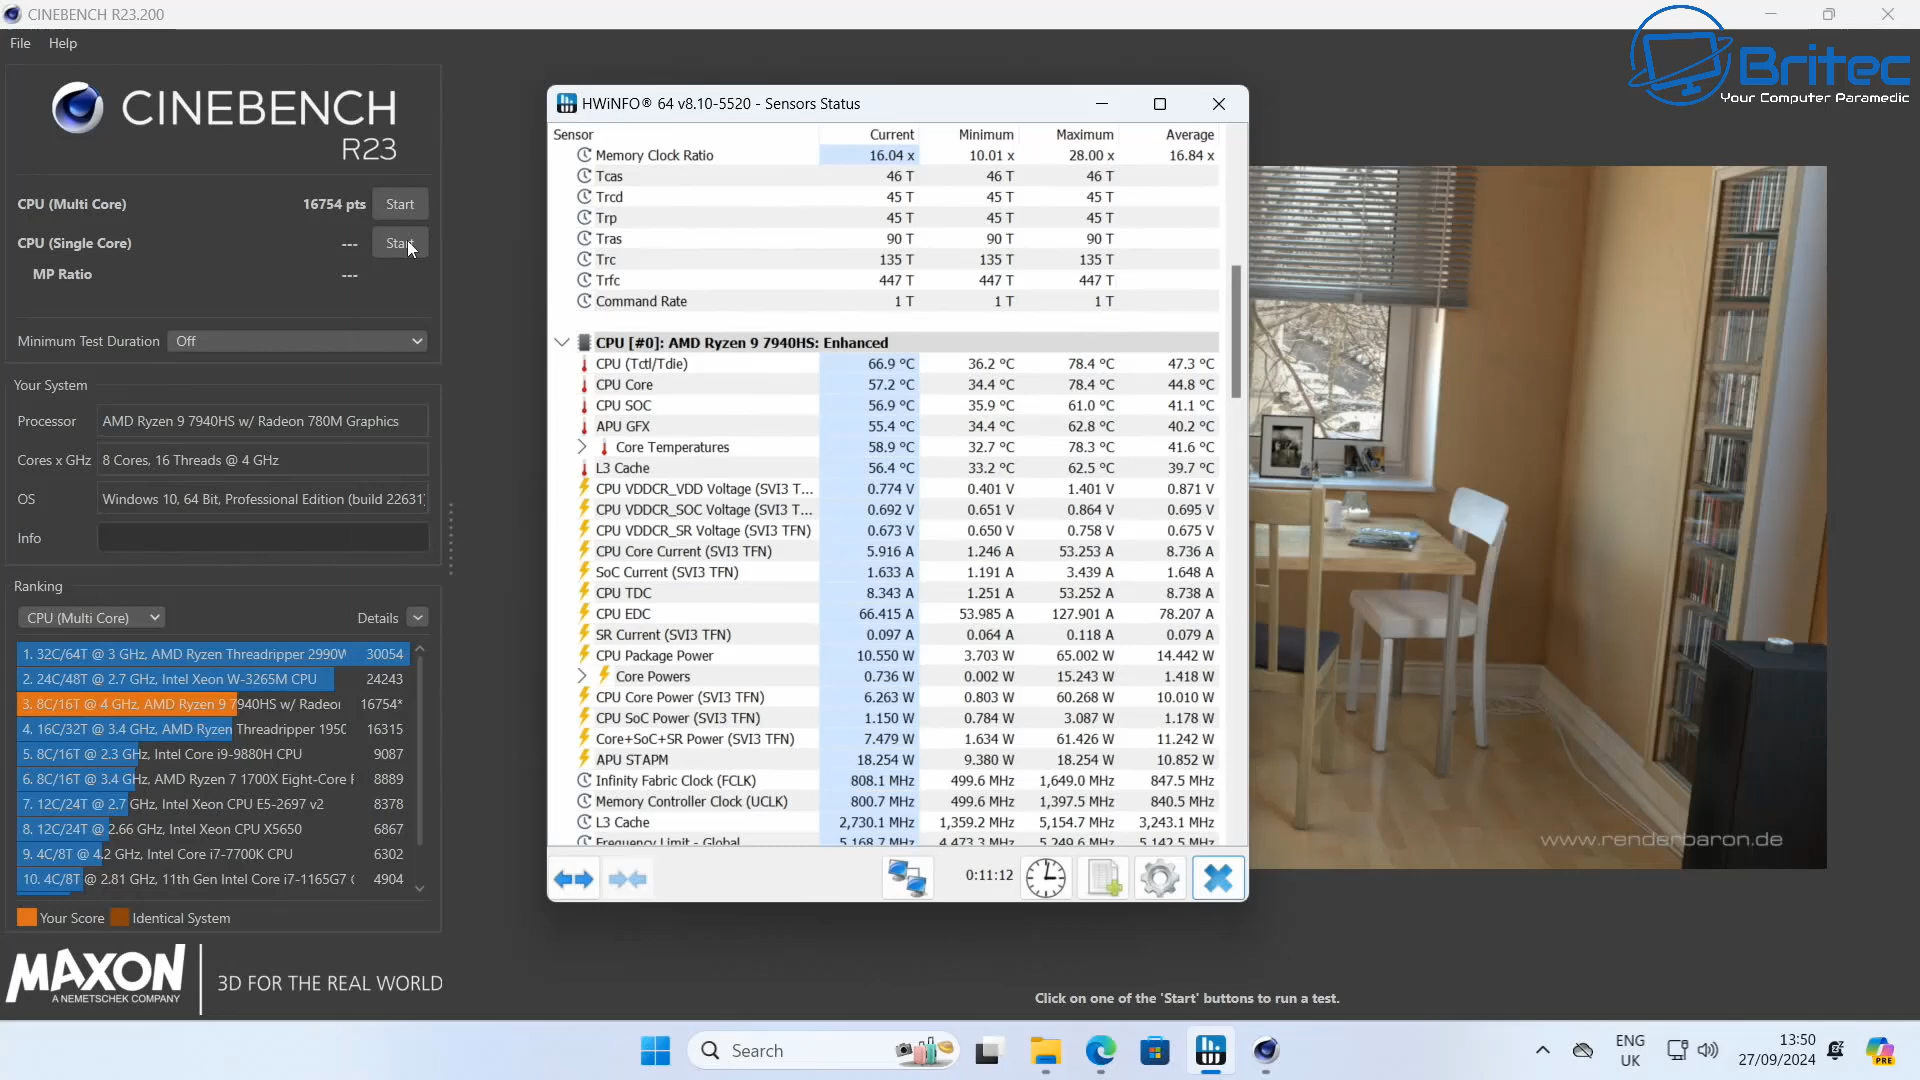 CINEBENCH R23.200
File Help
CINEBENCH
R23
CPU (Multi Core) 16754 pts Start
CPU (Single Core) --- Start
MP Ratio ---
Minimum Test Duration Off
Your System
Processor AMD Ryzen 9 7940HS w/ Radeon 780M Graphics
Cores x GHz 8 Cores, 16 Threads @ 4 GHz
OS Windows 10, 64 Bit, Professional Edition (build 22631)
Info
Ranking
CPU (Multi Core) Details
1. 32C/64T @ 3 GHz, AMD Ryzen Threadripper 2990W 30054
2. 24C/48T @ 2.7 GHz, Intel Xeon W-3265M CPU 24243
3. 8C/16T @ 4 GHz, AMD Ryzen 9 7940HS w/ Radeo 16754*
4. 16C/32T @ 3.4 GHz, AMD Ryzen Threadripper 1950 16315
5. 8C/16T @ 2.3 GHz, Intel Core i9-9880H CPU 9087
6. 8C/16T @ 3.4 GHz, AMD Ryzen 7 1700X Eight-Core 8889
7. 12C/24T @ 2.7 GHz, Intel Xeon CPU E5-2697 v2 8378
8. 12C/24T @ 2.66 GHz, Intel Xeon CPU X5650 6867
9. 4C/8T @ 4.2 GHz, Intel Core i7-7700K CPU 6302
10. 4C/8T @ 2.81 GHz, 11th Gen Intel Core i7-1165G7 4904
Your Score Identical System
MAXON
A NEMETSCHEK COMPANY
3D FOR THE REAL WORLD
HWiNFO® 64 v8.10-5520 - Sensors Status
Sensor Current Minimum Maximum Average
Memory Clock Ratio 16.04 x 10.01 x 28.00 x 16.84 x
Tcas 46 T 46 T 46 T
Trcd 45 T 45 T 45 T
Trp 45 T 45 T 45 T
Tras 90 T 90 T 90 T
Trc 135 T 135 T 135 T
Trfc 447 T 447 T 447 T
Command Rate 1 T 1 T 1 T
CPU [#0]: AMD Ryzen 9 7940HS: Enhanced
CPU (Tctl/Tdie) 66.9 °C 36.2 °C 78.4 °C 47.3 °C
CPU Core 57.2 °C 34.4 °C 78.4 °C 44.8 °C
CPU SOC 56.9 °C 35.9 °C 61.0 °C 41.1 °C
APU GFX 55.4 °C 34.4 °C 62.8 °C 40.2 °C
Core Temperatures 58.9 °C 32.7 °C 78.3 °C 41.6 °C
L3 Cache 56.4 °C 33.2 °C 62.5 °C 39.7 °C
CPU VDDCR_VDD Voltage (SVI3 T... 0.774 V 0.401 V 1.401 V 0.871 V
CPU VDDCR_SOC Voltage (SVI3 T... 0.692 V 0.651 V 0.864 V 0.695 V
CPU VDDCR_SR Voltage (SVI3 TFN) 0.673 V 0.650 V 0.758 V 0.675 V
CPU Core Current (SVI3 TFN) 5.916 A 1.246 A 53.253 A 8.736 A
SoC Current (SVI3 TFN) 1.633 A 1.191 A 3.439 A 1.648 A
CPU TDC 8.343 A 1.251 A 53.252 A 8.738 A
CPU EDC 66.415 A 53.985 A 127.901 A 78.207 A
SR Current (SVI3 TFN) 0.097 A 0.064 A 0.118 A 0.079 A
CPU Package Power 10.550 W 3.703 W 65.002 W 14.442 W
Core Powers 0.736 W 0.002 W 15.243 W 1.418 W
CPU Core Power (SVI3 TFN) 6.263 W 0.803 W 60.268 W 10.010 W
CPU SoC Power (SVI3 TFN) 1.150 W 0.784 W 3.087 W 1.178 W
Core+SoC+SR Power (SVI3 TFN) 7.479 W 1.634 W 61.426 W 11.242 W
APU STAPM 18.254 W 9.380 W 18.254 W 10.852 W
Infinity Fabric Clock (FCLK) 808.1 MHz 499.6 MHz 1,649.0 MHz 847.5 MHz
Memory Controller Clock (UCLK) 800.7 MHz 499.6 MHz 1,397.5 MHz 840.5 MHz
L3 Cache 2,730.1 MHz 1,359.2 MHz 5,154.7 MHz 3,243.1 MHz
Frequency Limit - Global 5,168.7 MHz 4,473.3 MHz 5,249.6 MHz 5,142.5 MHz
0:11:12
Britec
Your Computer Paramedic
www.renderbaron.de
Click on one of the 'Start' buttons to run a test.
Search
ENG
UK
13:50
27/09/2024
PRE